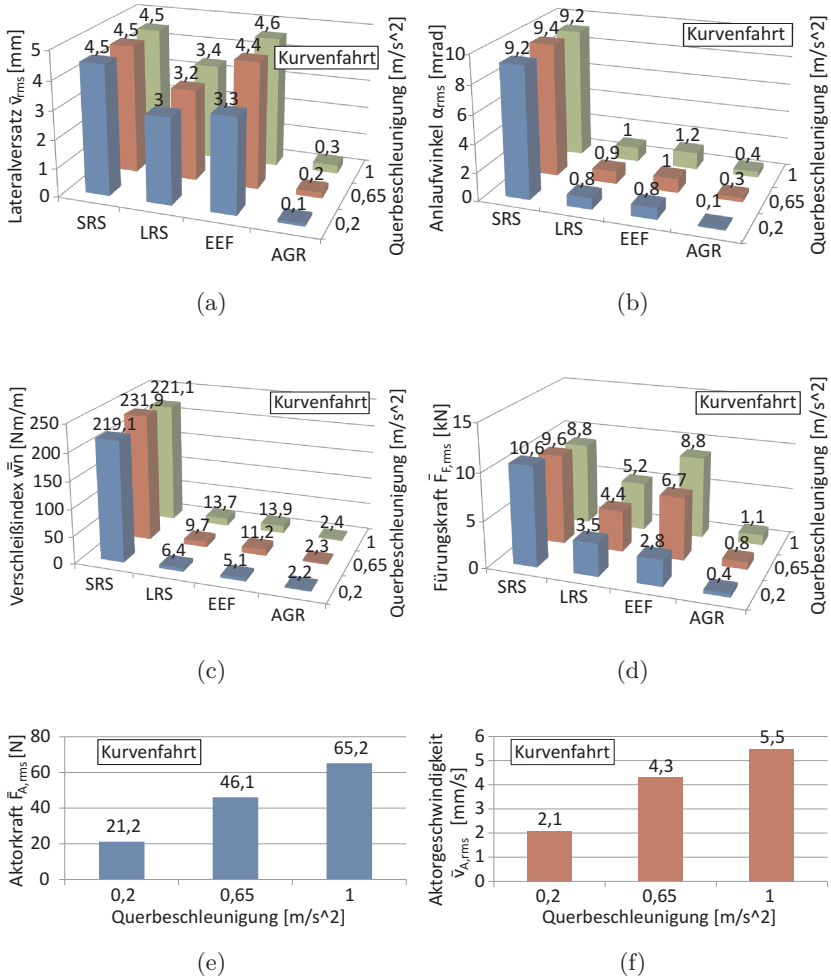 Kurvenfahrt
Lateralversatz v̄rms [mm]
5
4
3
2
1
0
4,5 4,5 4,5
3 3,2 3,4
3,3 4,4 4,6
0,1 0,2 0,3
SRS LRS EEF AGR
0,2 0,65 1
Querbeschleunigung [m/s^2]
(a)
Kurvenfahrt
Anlaufwinkel αrms [mrad]
10
8
6
4
2
0
9,2 9,4 9,2
0,8 0,9 1
0,8 1 1,2
0,1 0,3 0,4
SRS LRS EEF AGR
0,2 0,65 1
Querbeschleunigung [m/s^2]
(b)
Kurvenfahrt
Verschleißindex w̿n [Nm/m]
250
200
150
100
50
0
219,1 231,9 221,1
6,4 9,7 13,7
5,1 11,2 13,9
2,2 2,3 2,4
SRS LRS EEF AGR
0,2 0,65 1
Querbeschleunigung [m/s^2]
(c)
Kurvenfahrt
Fürungskraft F̄F,rms [kN]
15
10
5
0
10,6 9,6 8,8
3,5 4,4 5,2
2,8 6,7 8,8
0,4 0,8 1,1
SRS LRS EEF AGR
0,2 0,65 1
Querbeschleunigung [m/s^2]
(d)
Kurvenfahrt
Aktorkraft F̄A,rms [N]
80
60
40
20
0
21,2 46,1 65,2
0,2 0,65 1
Querbeschleunigung [m/s^2]
(e)
Kurvenfahrt
Aktorgeschwindigkeit
v̄A,rms [mm/s]
6
5
4
3
2
1
0
2,1 4,3 5,5
0,2 0,65 1
Querbeschleunigung [m/s^2]
(f)